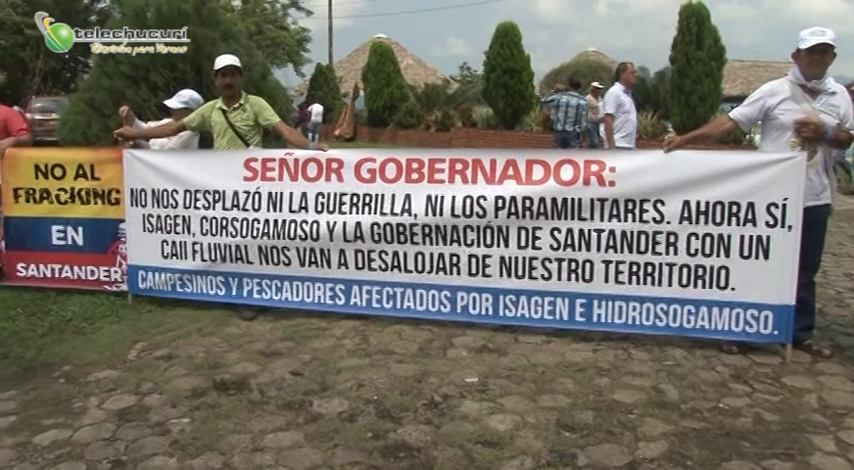 telechucurí
NO AL
FRACKING
EN
SANTANDER
SEÑOR GOBERNADOR:
NO NOS DESPLAZÓ NI LA GUERRILLA, NI LOS PARAMILITARES. AHORA SÍ,
ISAGEN, CORSOGAMOSO Y LA GOBERNACIÓN DE SANTANDER CON UN
CAII FLUVIAL NOS VAN A DESALOJAR DE NUESTRO TERRITORIO.
CAMPESINOS Y PESCADORES AFECTADOS POR ISAGEN E HIDROSOGAMOSO.